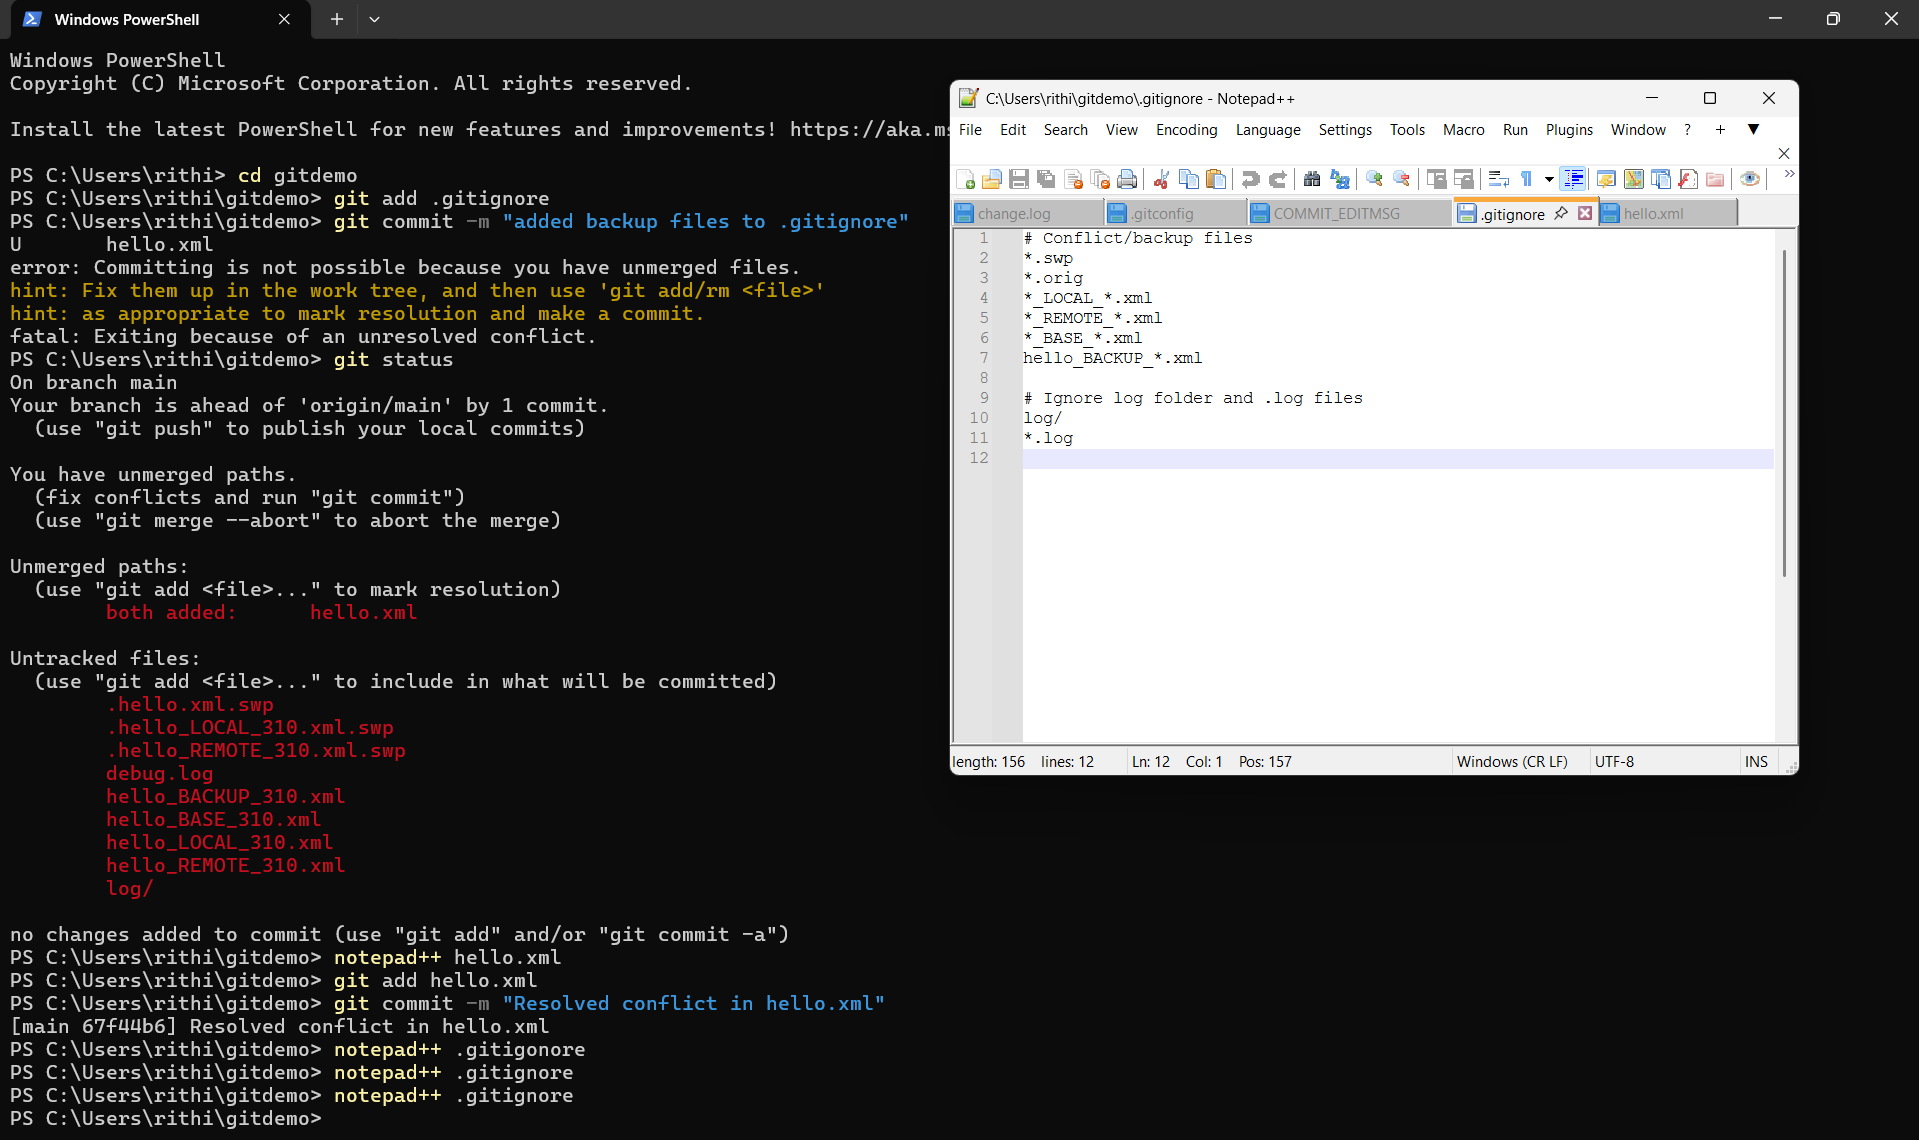 Windows PowerShell
Windows PowerShell
Copyright (C) Microsoft Corporation. All rights reserved.
Install the latest PowerShell for new features and improvements! https://aka.ms
PS C:\Users\rithi> cd gitdemo
PS C:\Users\rithi\gitdemo> git add .gitignore
PS C:\Users\rithi\gitdemo> git commit -m "added backup files to .gitignore"
U       hello.xml
error: Committing is not possible because you have unmerged files.
hint: Fix them up in the work tree, and then use 'git add/rm <file>'
hint: as appropriate to mark resolution and make a commit.
fatal: Exiting because of an unresolved conflict.
PS C:\Users\rithi\gitdemo> git status
On branch main
Your branch is ahead of 'origin/main' by 1 commit.
  (use "git push" to publish your local commits)
You have unmerged paths.
  (fix conflicts and run "git commit")
  (use "git merge --abort" to abort the merge)
Unmerged paths:
  (use "git add <file>..." to mark resolution)
        both added:      hello.xml
Untracked files:
  (use "git add <file>..." to include in what will be committed)
        .hello.xml.swp
        .hello_LOCAL_310.xml.swp
        .hello_REMOTE_310.xml.swp
        debug.log
        hello_BACKUP_310.xml
        hello_BASE_310.xml
        hello_LOCAL_310.xml
        hello_REMOTE_310.xml
        log/
no changes added to commit (use "git add" and/or "git commit -a")
PS C:\Users\rithi\gitdemo> notepad++ hello.xml
PS C:\Users\rithi\gitdemo> git add hello.xml
PS C:\Users\rithi\gitdemo> git commit -m "Resolved conflict in hello.xml"
[main 67f44b6] Resolved conflict in hello.xml
PS C:\Users\rithi\gitdemo> notepad++ .gitigonore
PS C:\Users\rithi\gitdemo> notepad++ .gitignore
PS C:\Users\rithi\gitdemo> notepad++ .gitignore
PS C:\Users\rithi\gitdemo>
C:\Users\rithi\gitdemo\.gitignore - Notepad++
File Edit Search View Encoding Language Settings Tools Macro Run Plugins Window ? + ▼
change.log .gitconfig COMMIT_EDITMSG .gitignore hello.xml
1 # Conflict/backup files
2 *.swp
3 *.orig
4 *_LOCAL_*.xml
5 *_REMOTE_*.xml
6 *_BASE_*.xml
7 hello_BACKUP_*.xml
8
9 # Ignore log folder and .log files
10 log/
11 *.log
12
length: 156 lines: 12 Ln: 12 Col: 1 Pos: 157 Windows (CR LF) UTF-8 INS